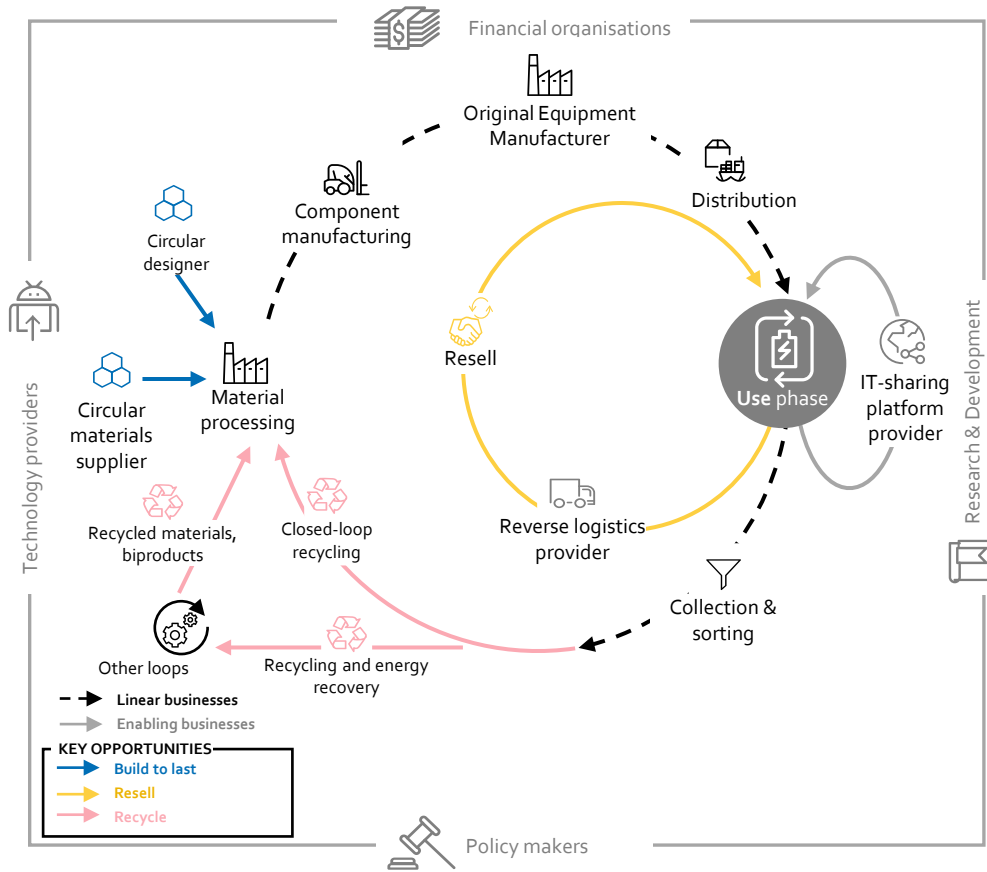 $
Financial organisations
Original Equipment
Manufacturer
Distribution
Component
manufacturing
Circular
designer
Resell
Use phase
IT-sharing
platform
provider
Material
processing
Circular
materials
supplier
Technology providers
Research & Development
Recycled materials,
biproducts
Closed-loop
recycling
Reverse logistics
provider
Collection &
sorting
Other loops
Recycling and energy
recovery
Linear businesses
Enabling businesses
KEY OPPORTUNITIES
Build to last
Resell
Recycle
Policy makers